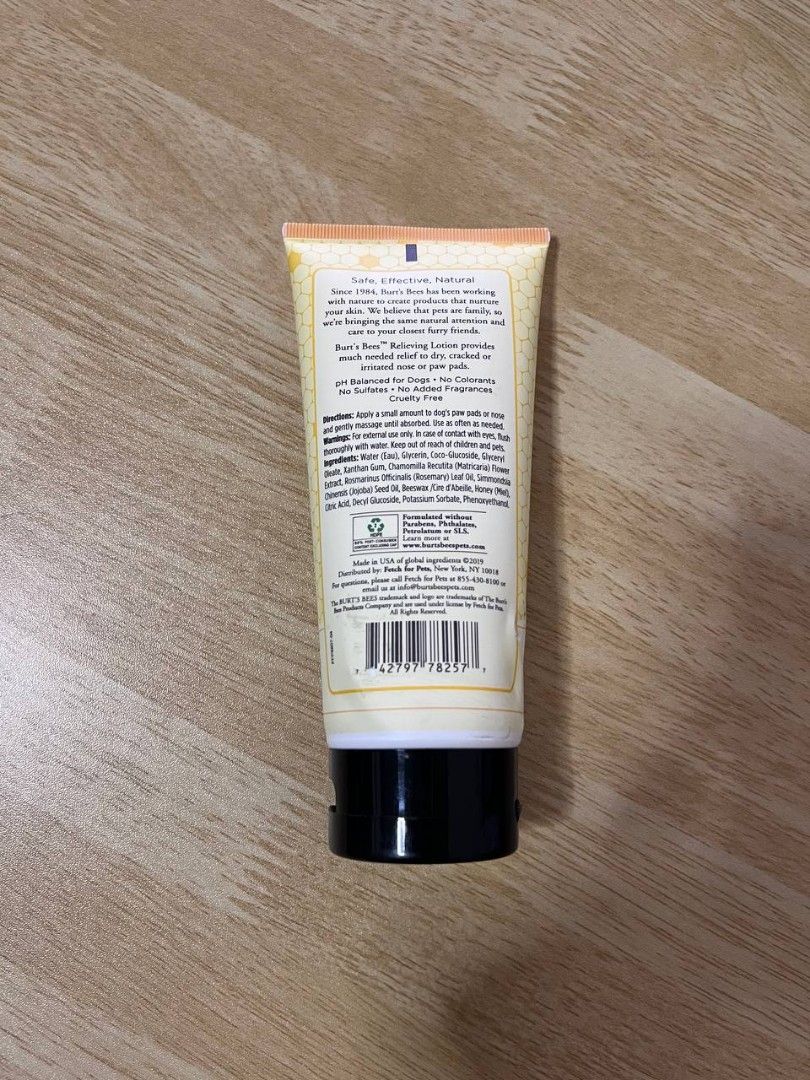 Safe, Effective, Natural
Since 1984, Burt's Bees has been working
with nature to create products that nurture
your skin. We believe that pets are family, so
we're bringing the same natural attention and
care to your closest furry friends.
Burt's Bees™ Relieving Lotion provides
much needed relief to dry, cracked or
irritated nose or paw pads.
pH Balanced for Dogs • No Colorants
No Sulfates • No Added Fragrances
Cruelty Free
Directions: Apply a small amount to dog's paw pads or nose
and gently massage until absorbed. Use as often as needed.
Warnings: For external use only. In case of contact with eyes, flush
thoroughly with water. Keep out of reach of children and pets.
Ingredients: Water (Eau), Glycerin, Coco-Glucoside, Glyceryl
Oleate, Xanthan Gum, Chamomilla Recutita (Matricaria) Flower
Extract, Rosmarinus Officinalis (Rosemary) Leaf Oil, Simmondsia
Chinensis (Jojoba) Seed Oil, Beeswax /Cire d'Abeille, Honey (Miel),
Citric Acid, Decyl Glucoside, Potassium Sorbate, Phenoxyethanol.
2
HDPE
POST-CONSUMER
CONTENT EXCLUDING CAP
Formulated without
Parabens, Phthalates,
Petrolatum or SLS.
Learn more at
www.burtsbeespets.com
Made in USA of global ingredients ©2019
Distributed by: Fetch for Pets, New York, NY 10018
For questions, please call Fetch for Pets at 855-430-8100 or
email us at info@burtsbeespets.com
The BURT'S BEES trademark and logo are trademarks of The Burt's
Bees Products Company and are used under license by Fetch for Pets.
All Rights Reserved.
7 42797 78257 7